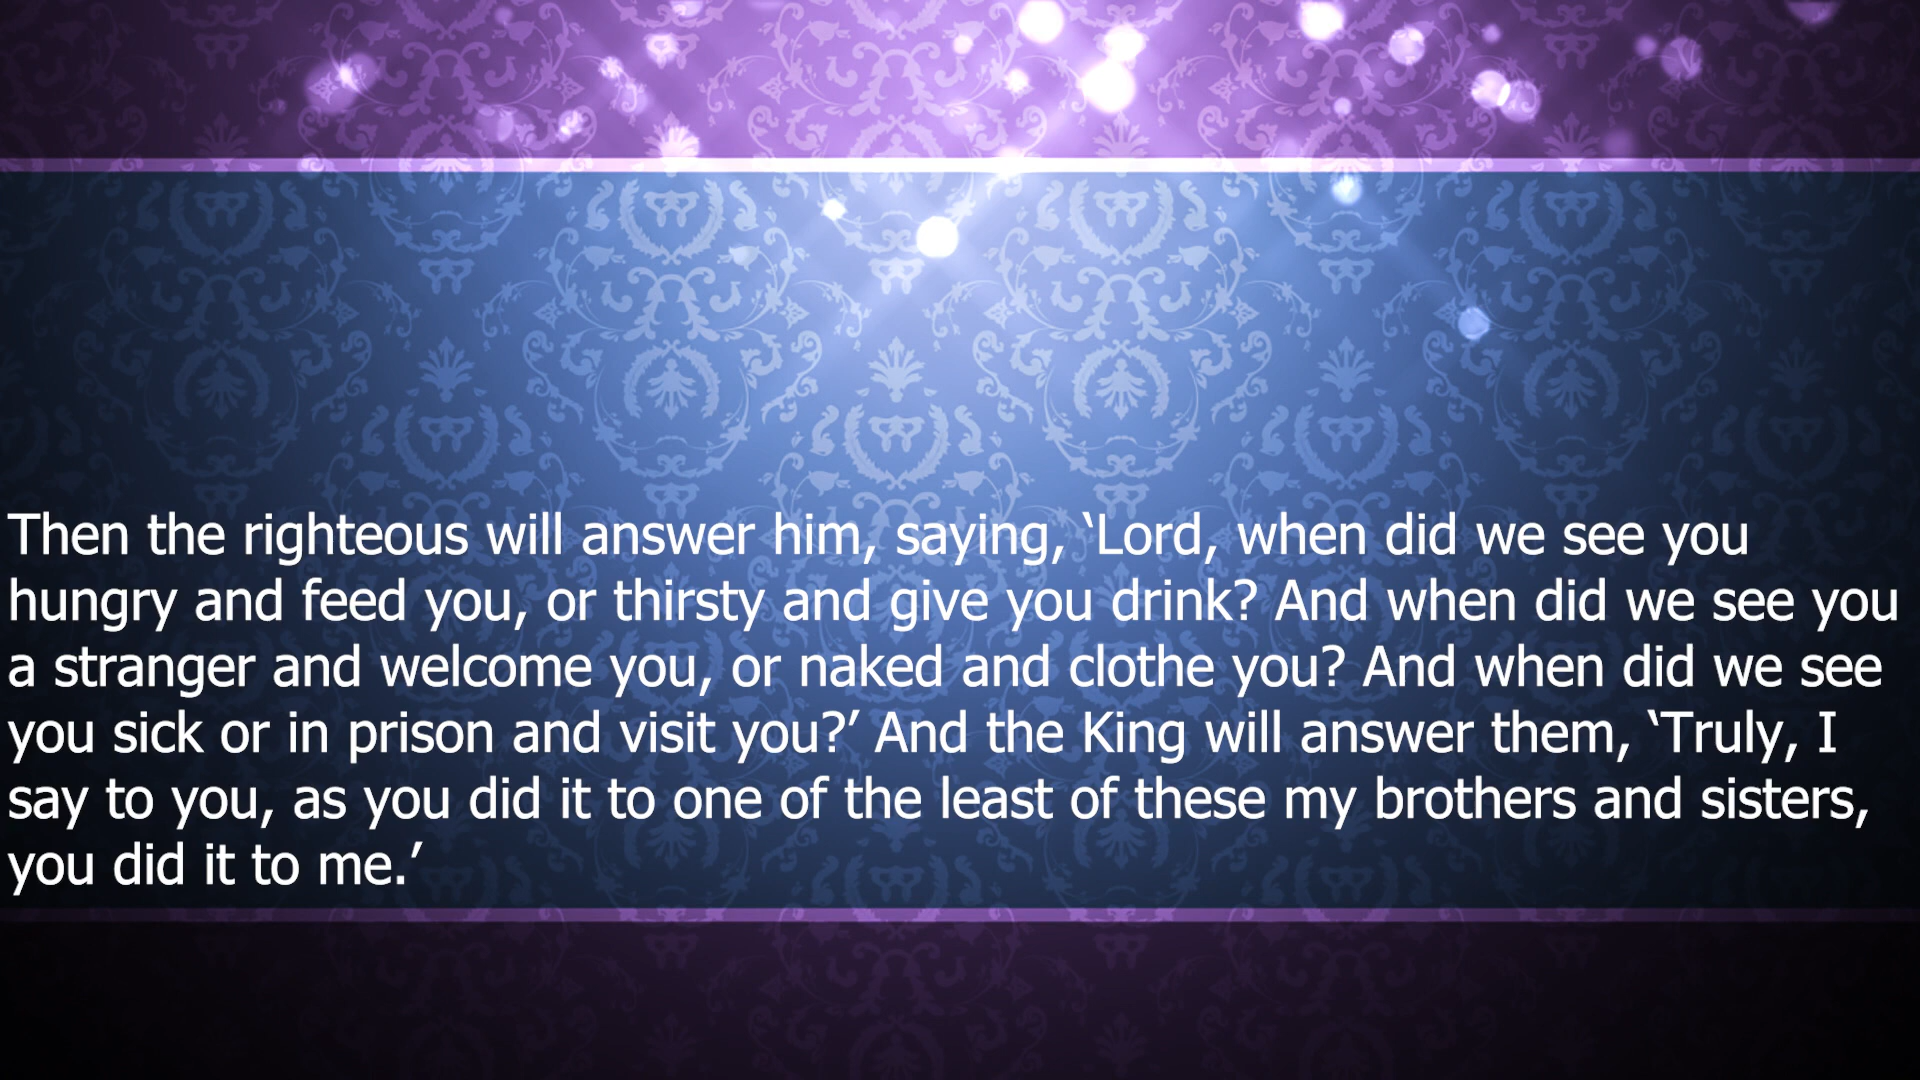 Then the righteous will answer him, saying, ‘Lord, when did we see you
hungry and feed you, or thirsty and give you drink? And when did we see you
a stranger and welcome you, or naked and clothe you? And when did we see
you sick or in prison and visit you?’ And the King will answer them, ‘Truly, I
say to you, as you did it to one of the least of these my brothers and sisters,
you did it to me.’